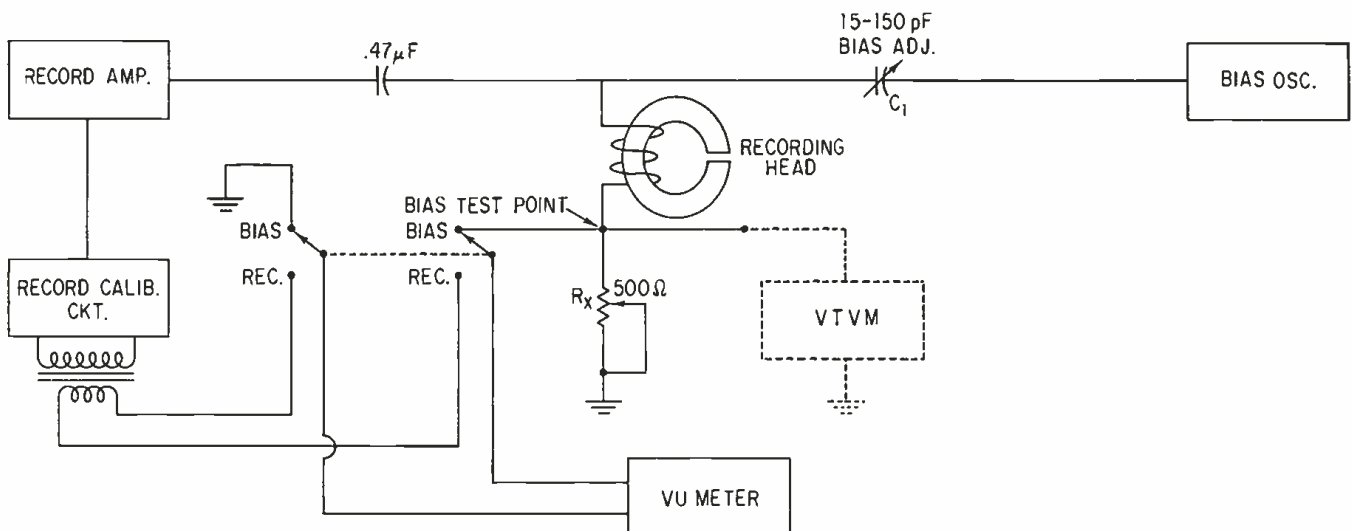 15-150 pF
BIAS ADJ.
.47µF
RECORD AMP.
C1
BIAS OSC.
RECORDING
HEAD
BIAS TEST POINT
BIAS
BIAS
REC.
REC.
RECORD CALIB.
CKT.
RX
500Ω
VTVM
VU METER